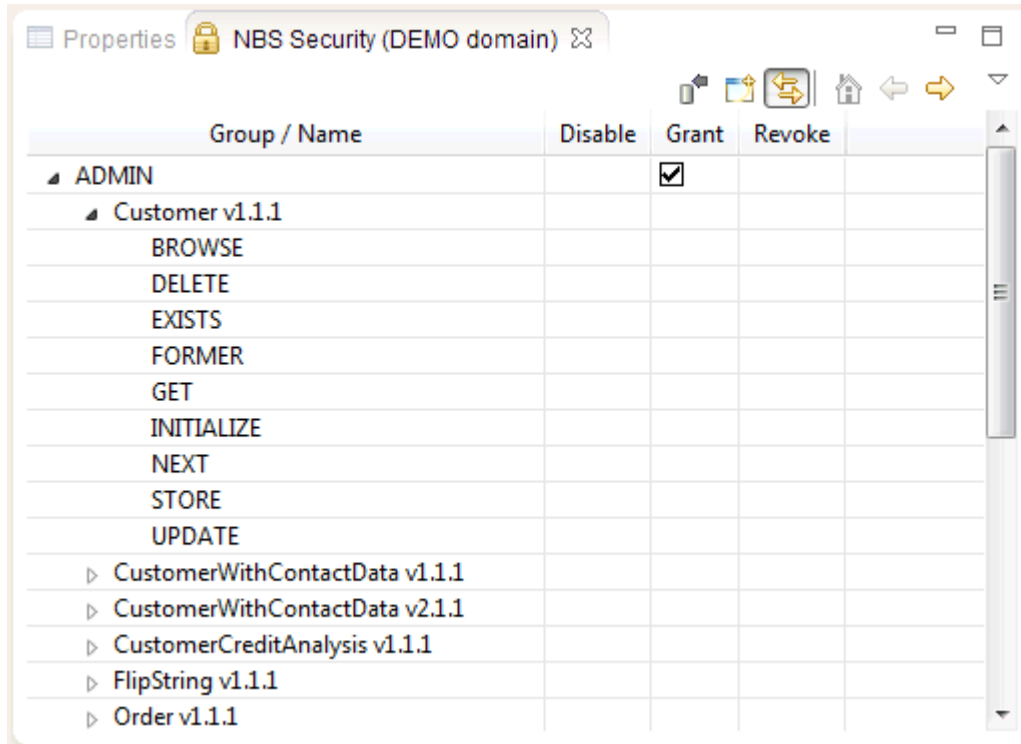 Properties NBS Security (DEMO domain)
Group / Name Disable Grant Revoke
ADMIN
Customer v1.1.1
BROWSE
DELETE
EXISTS
FORMER
GET
INITIALIZE
NEXT
STORE
UPDATE
CustomerWithContactData v1.1.1
CustomerWithContactData v2.1.1
CustomerCreditAnalysis v1.1.1
FlipString v1.1.1
Order v1.1.1